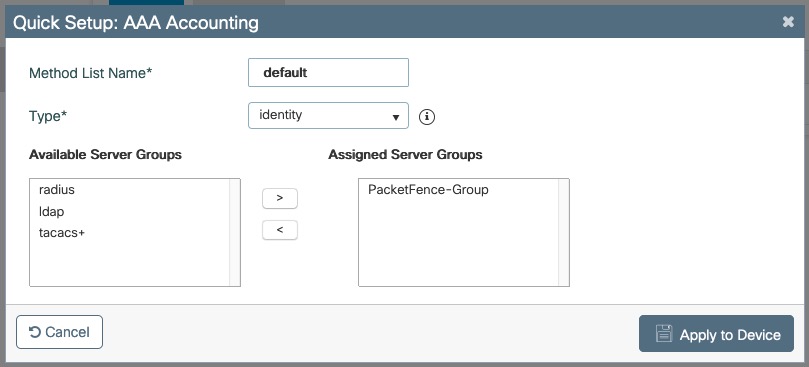 Quick Setup: AAA Accounting ✖
Method List Name* default
Type* identity ▼ i
Available Server Groups Assigned Server Groups
radius > PacketFence-Group
ldap
tacacs+ <
Cancel Apply to Device